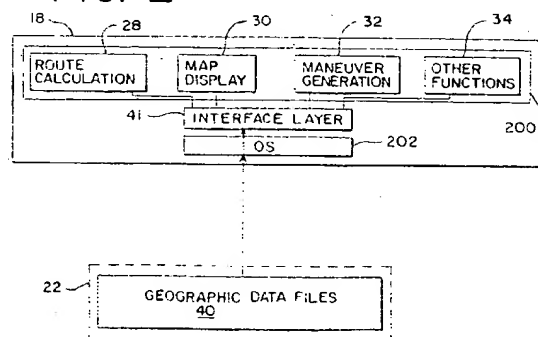 18
28
30
32
34
ROUTE CALCULATION
MAP DISPLAY
MANEUVER GENERATION
OTHER FUNCTIONS
200
41
INTERFACE LAYER
OS
202
22
GEOGRAPHIC DATA FILES
40